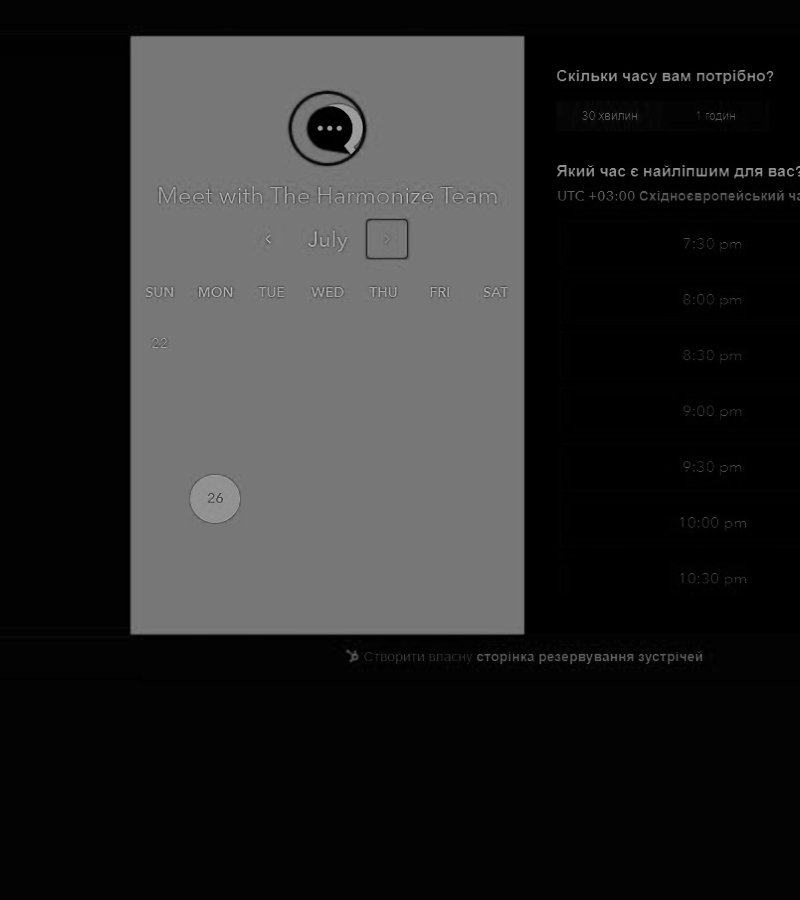 Meet with The Harmonize Team
July
SUN MON TUE WED THU FRI SAT
22
26
Скільки часу вам потрібно?
30 хвилин 1 годин
Який час є найліпшим для вас?
UTC +03:00 Східноєвропейський ча
7:30 pm
8:00 pm
8:30 pm
9:00 pm
9:30 pm
10:00 pm
10:30 pm
Створити власну сторінка резервування зустрічей